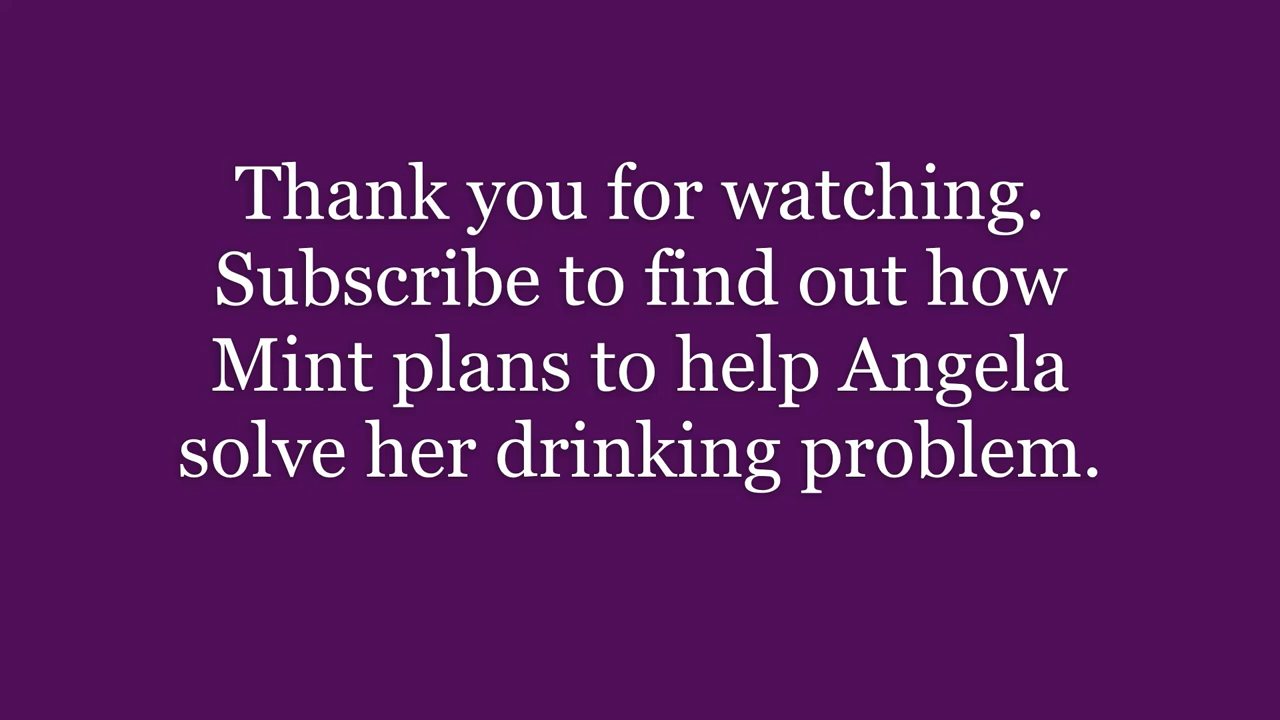 Thank you for watching.
Subscribe to find out how
Mint plans to help Angela
solve her drinking problem.